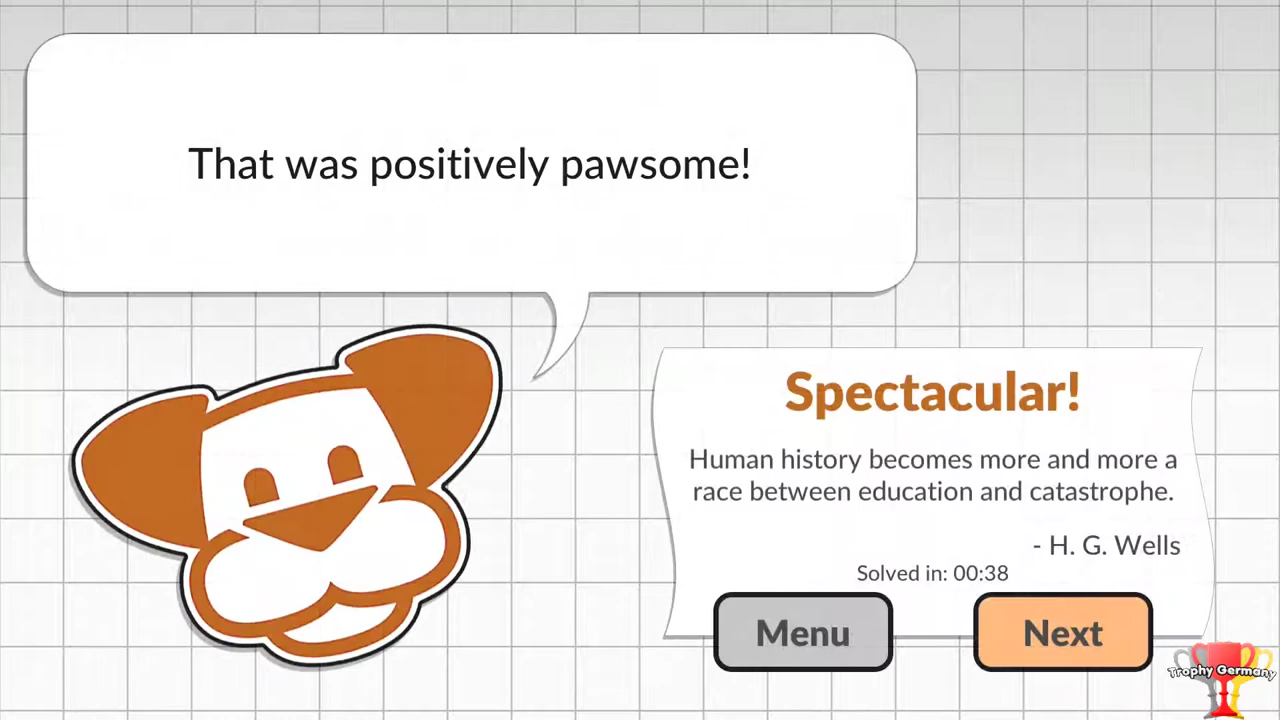 That was positively pawsome!
Spectacular!
Human history becomes more and more a
race between education and catastrophe.
- H. G. Wells
Solved in: 00:38
Menu
Next
Trophy Germany